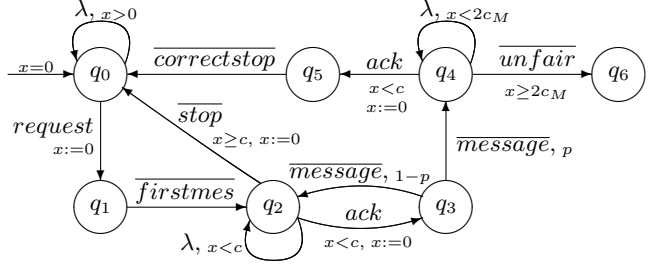 λ, x>0
λ, x<2c_M
x=0
q₀
correctstop
q₅
ack
x<c
x:=0
q₄
unfair
x≥2c_M
q₆
request
x:=0
stop
x≥c, x:=0
message, p
message, 1-p
q₁
firstmes
q₂
ack
x<c, x:=0
q₃
λ, x<c